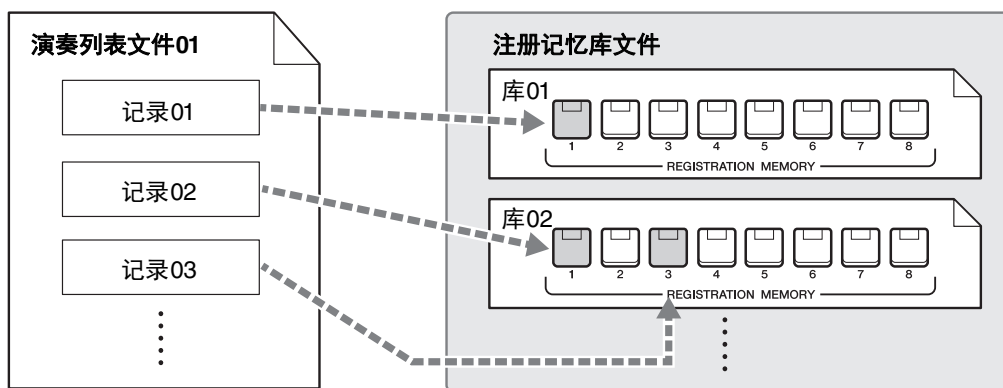 演奏列表文件01
记录01
记录02
记录03
注册记忆库文件
库01
1 2 3 4 5 6 7 8
REGISTRATION MEMORY
库02
1 2 3 4 5 6 7 8
REGISTRATION MEMORY